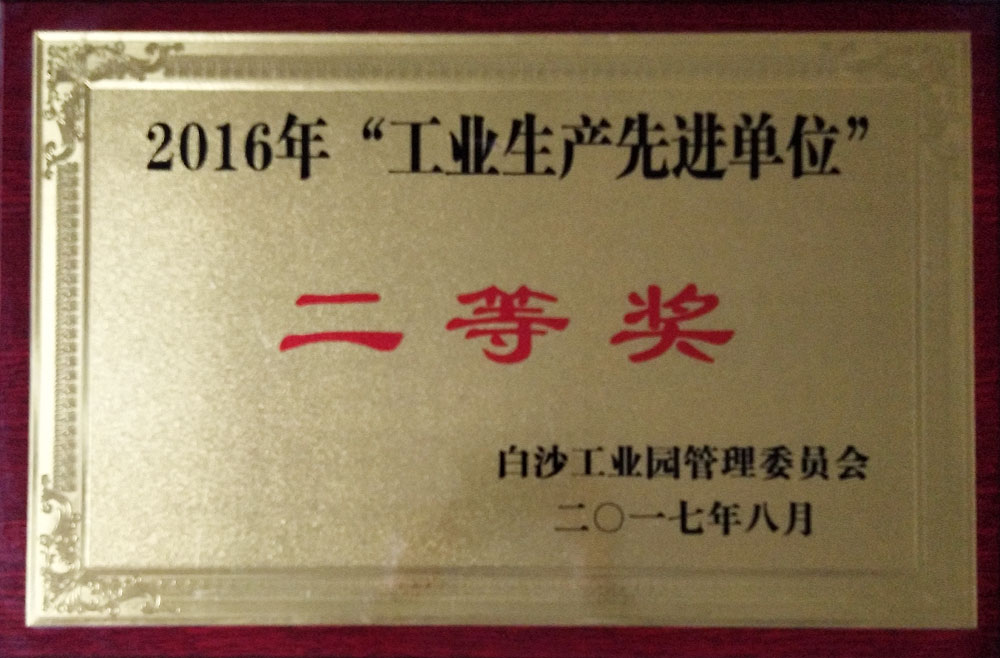 2016年“工业生产先进单位”
二等奖
白沙工业园管理委员会
二〇一七年八月